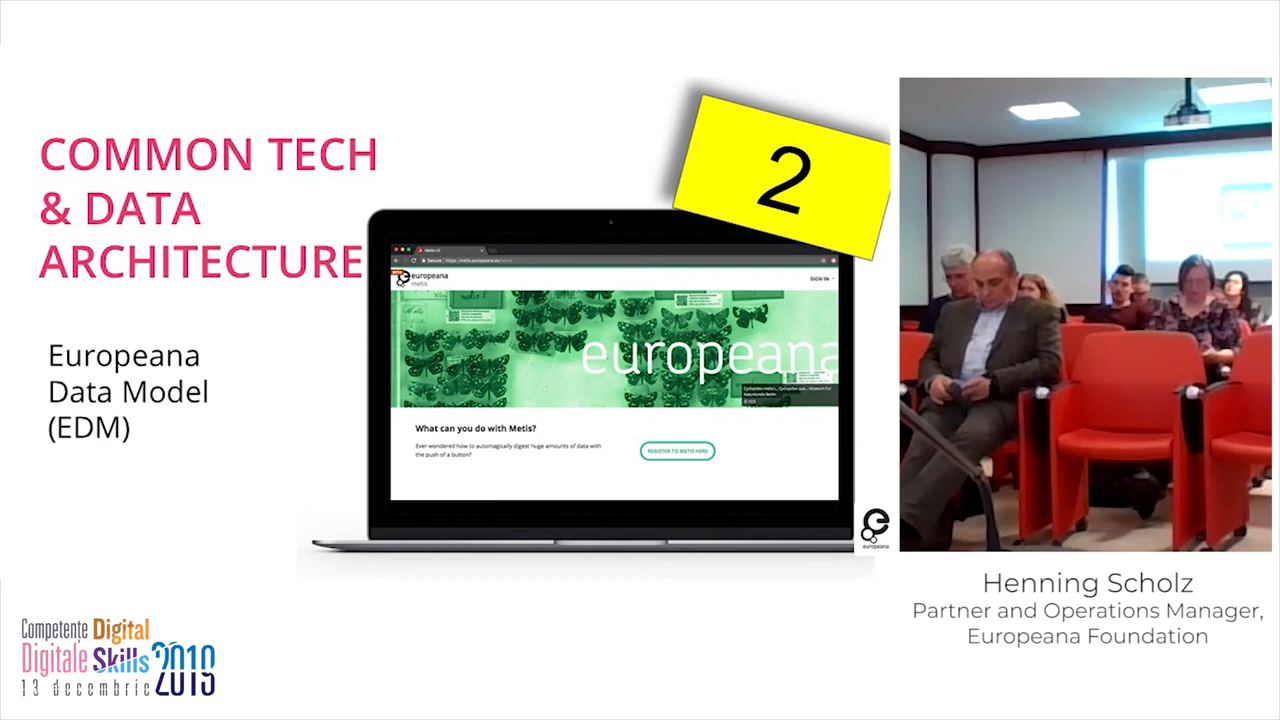 COMMON TECH
& DATA
ARCHITECTURE
Europeana
Data Model
(EDM)
2
europeana
metis
SIGN IN
europeana
What can you do with Metis?
Ever wondered how to automagically digest huge amounts of data with
the push of a button?
REGISTER TO METIS HERE
europeana
Henning Scholz
Partner and Operations Manager,
Europeana Foundation
Competențe Digital
Digitale Skills 2019
13 decembrie